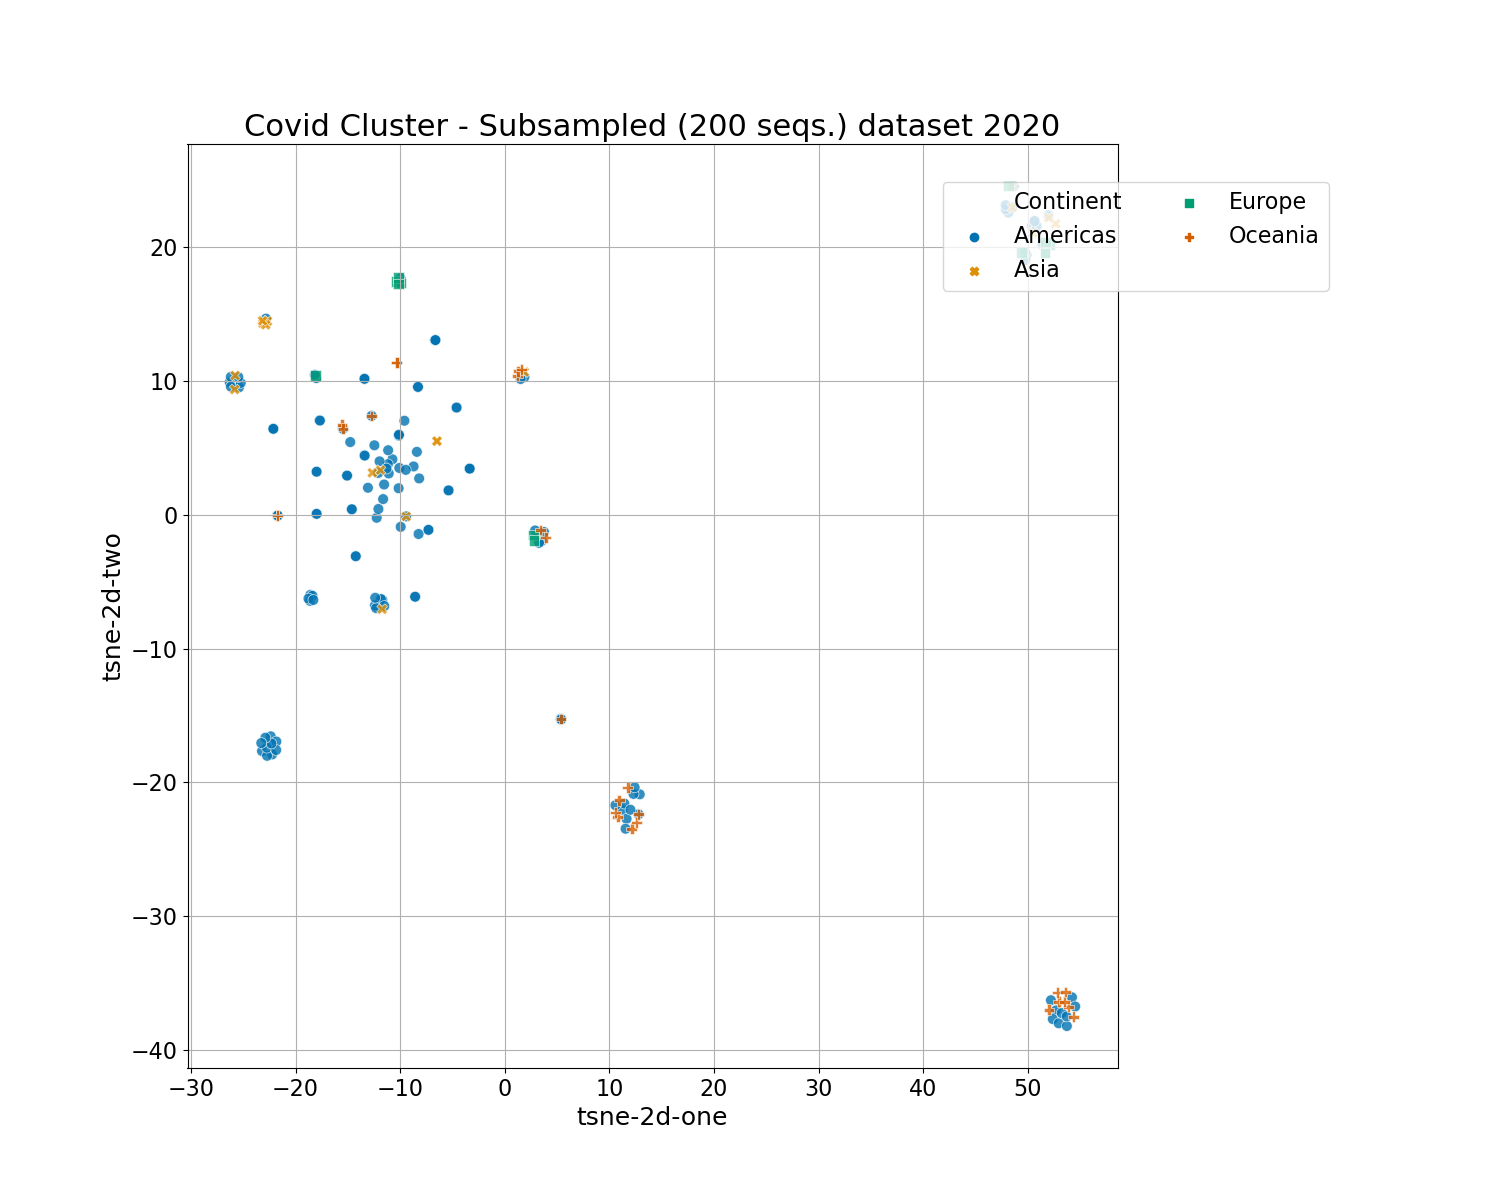 Covid Cluster - Subsampled (200 seqs.) dataset 2020
Continent
Americas
Asia
Europe
Oceania
tsne-2d-two
20
10
0
−10
−20
−30
−40
−30 −20 −10 0 10 20 30 40 50
tsne-2d-one